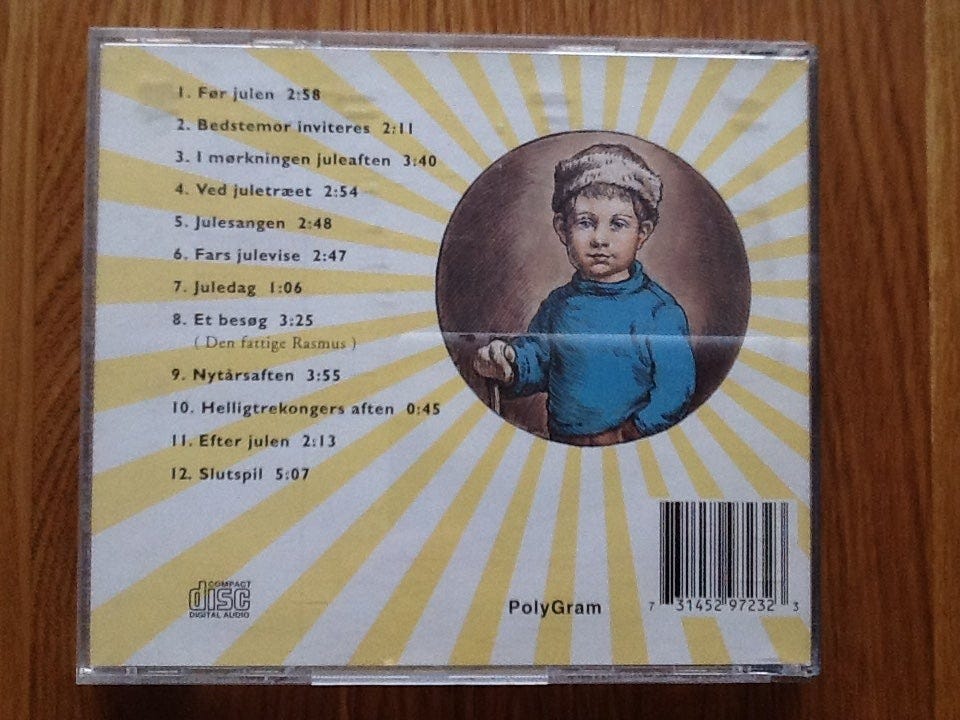 1. Før julen 2:58
2. Bedstemor inviteres 2:11
3. I mørkningen juleaften 3:40
4. Ved juletræet 2:54
5. Julesangen 2:48
6. Fars julevise 2:47
7. Juledag 1:06
8. Et besøg 3:25
( Den fattige Rasmus )
9. Nytårsaften 3:55
10. Helligtrekongers aften 0:45
11. Efter julen 2:13
12. Slutspil 5:07
COMPACT
disc
DIGITAL AUDIO
PolyGram
7 31452 97232 3